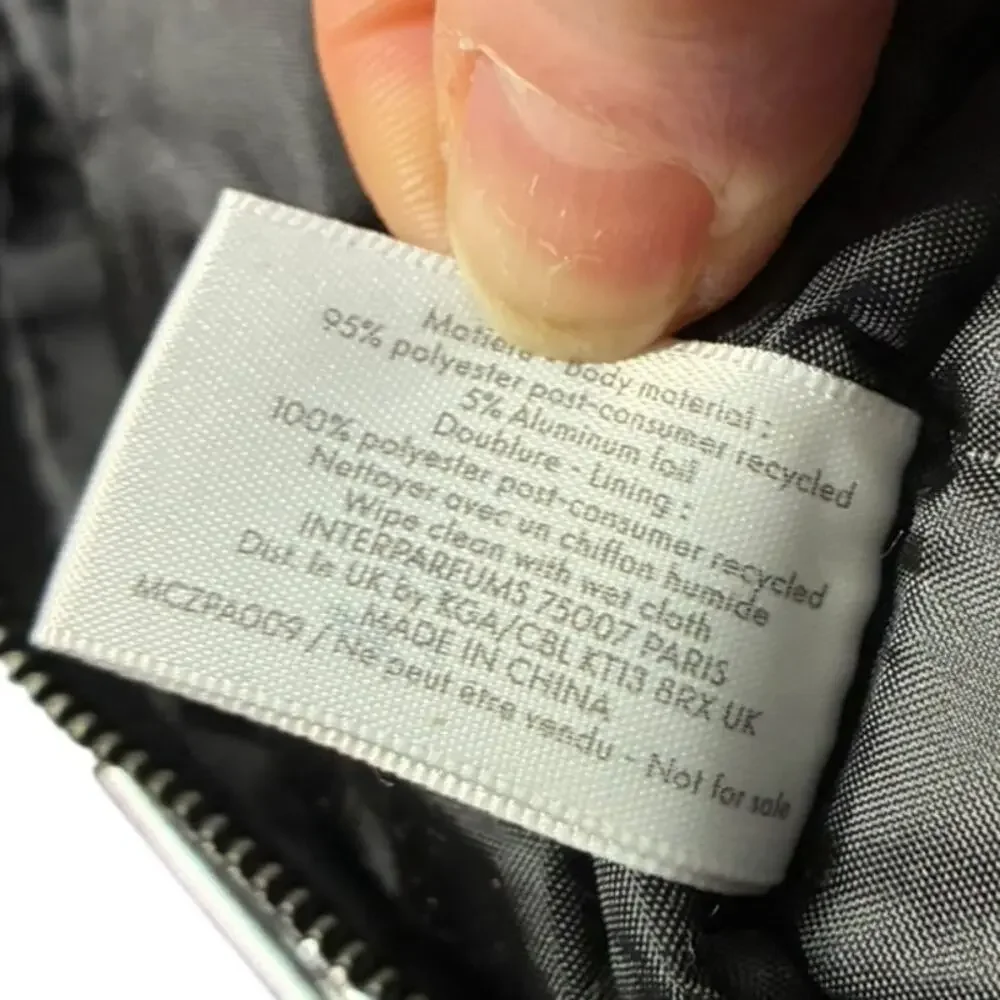 Matière - Body material :
95% polyester post-consumer recycled
5% Aluminum foil
Doublure - Lining :
100% polyester post-consumer recycled
Nettoyer avec un chiffon humide
Wipe clean with wet cloth
INTERPARFUMS 75007 PARIS
Dist. in UK by KGA/CBL KT13 8RX UK
MADE IN CHINA
MCZPA009 / Ne peut etre vendu - Not for sale